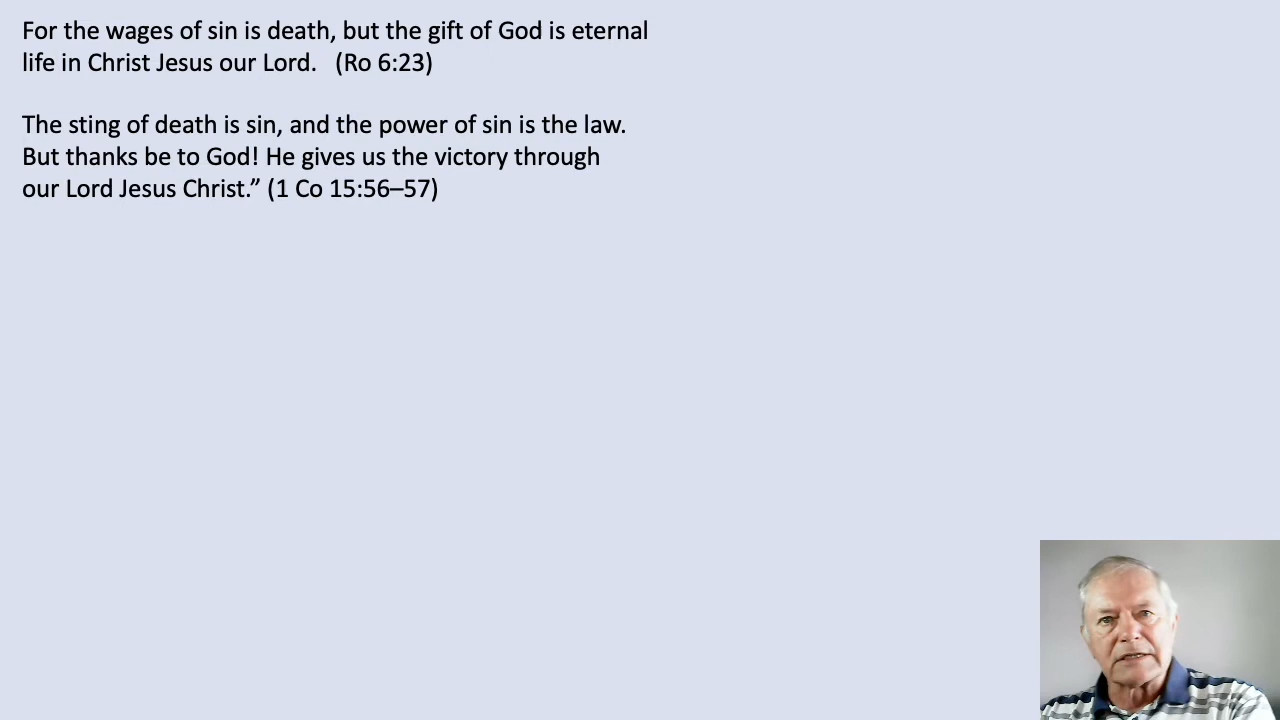 For the wages of sin is death, but the gift of God is eternal
life in Christ Jesus our Lord.   (Ro 6:23)
The sting of death is sin, and the power of sin is the law.
But thanks be to God! He gives us the victory through
our Lord Jesus Christ.” (1 Co 15:56–57)